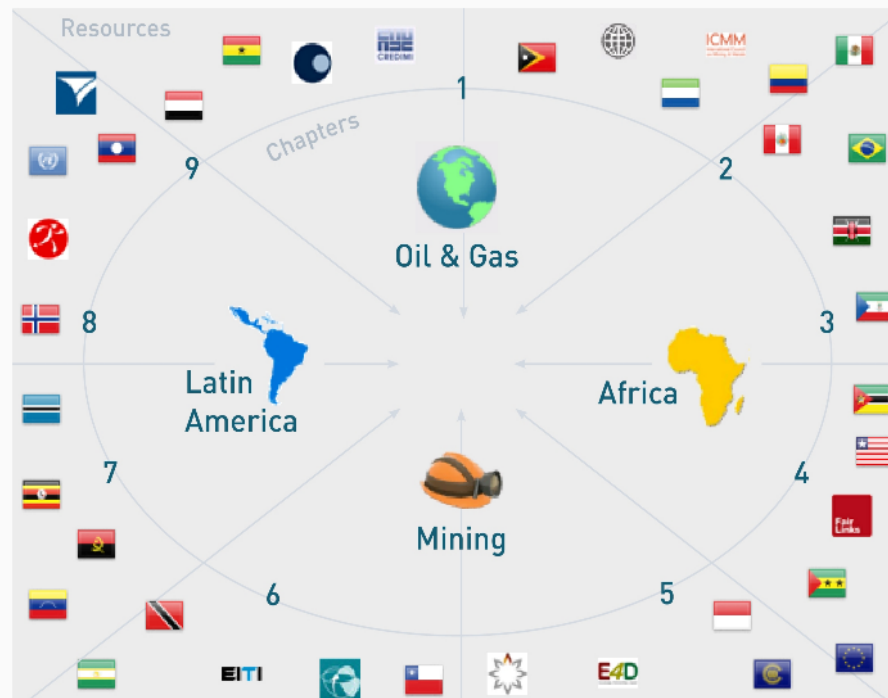 Resources
CREDIMI
ICMM
1
Chapters
9
2
Oil & Gas
8
3
Latin
America
Africa
7
4
Fair
Links
Mining
6
5
EITI
E4D